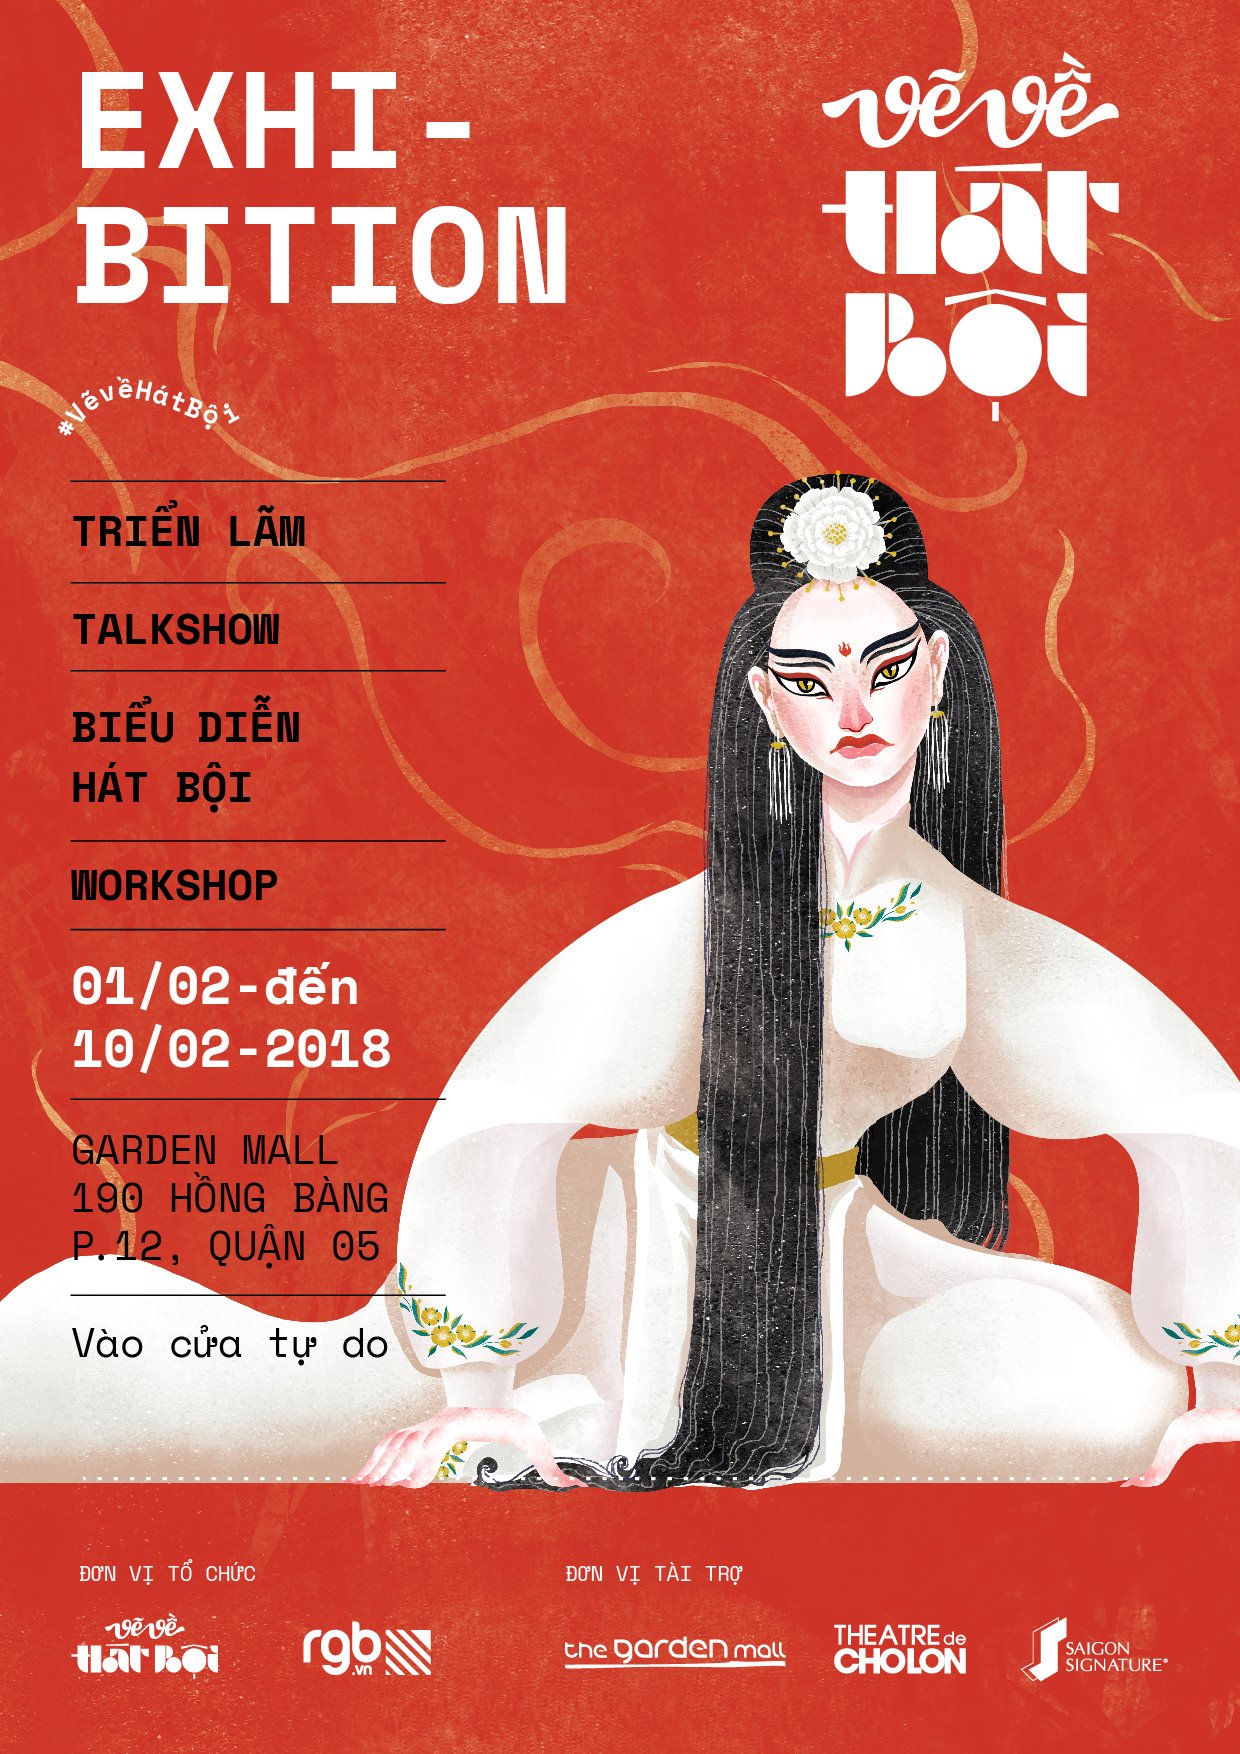 EXHI-
BITION
vẽ về
Hát
Bội
#VẽvềHátBội
TRIỂN LÃM
TALKSHOW
BIỂU DIỄN
HÁT BỘI
WORKSHOP
01/02-đến
10/02-2018
GARDEN MALL
190 HỒNG BÀNG
P.12, QUẬN 05
Vào cửa tự do
ĐƠN VỊ TỔ CHỨC
vẽ về
Hát Bội
rgb
.vn
ĐƠN VỊ TÀI TRỢ
the garden mall
THEATRE de
CHOLON
SAIGON
SIGNATURE®